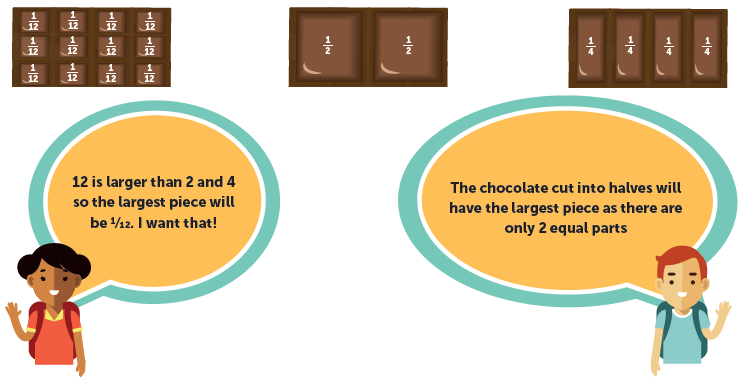 1/12 1/12 1/12 1/12
1/12 1/12 1/12 1/12
1/12 1/12 1/12 1/12
1/2 1/2
1/4 1/4 1/4 1/4
12 is larger than 2 and 4
so the largest piece will
be 1/12. I want that!
The chocolate cut into halves will
have the largest piece as there are
only 2 equal parts